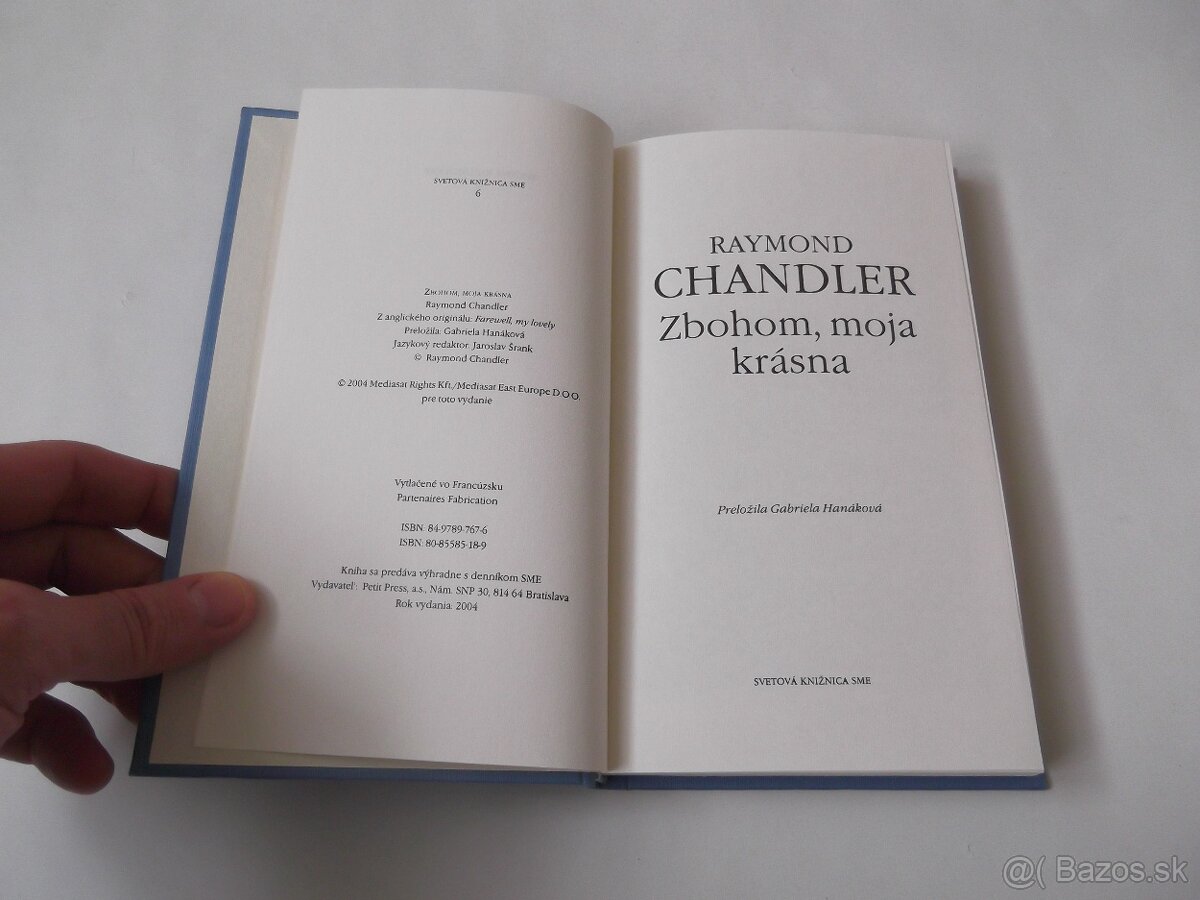 SVETOVÁ KNIŽNICA SME
6
ZBOHOM, MOJA KRÁSNA
Raymond Chandler
Z anglického originálu: Farewell, my lovely
Preložila: Gabriela Hanáková
Jazykový redaktor: Jaroslav Šrank
© Raymond Chandler
© 2004 Mediasat Rights Kft./Mediasat East Europe D.O.O.
pre toto vydanie
Vytlačené vo Francúzsku
Partenaires Fabrication
ISBN: 84-9789-767-6
ISBN: 80-85585-18-9
Kniha sa predáva výhradne s denníkom SME
Vydavateľ: Petit Press, a.s., Nám. SNP 30, 814 64 Bratislava
Rok vydania: 2004
RAYMOND
CHANDLER
Zbohom, moja
krásna
Preložila Gabriela Hanáková
SVETOVÁ KNIŽNICA SME
@( Bazos.sk